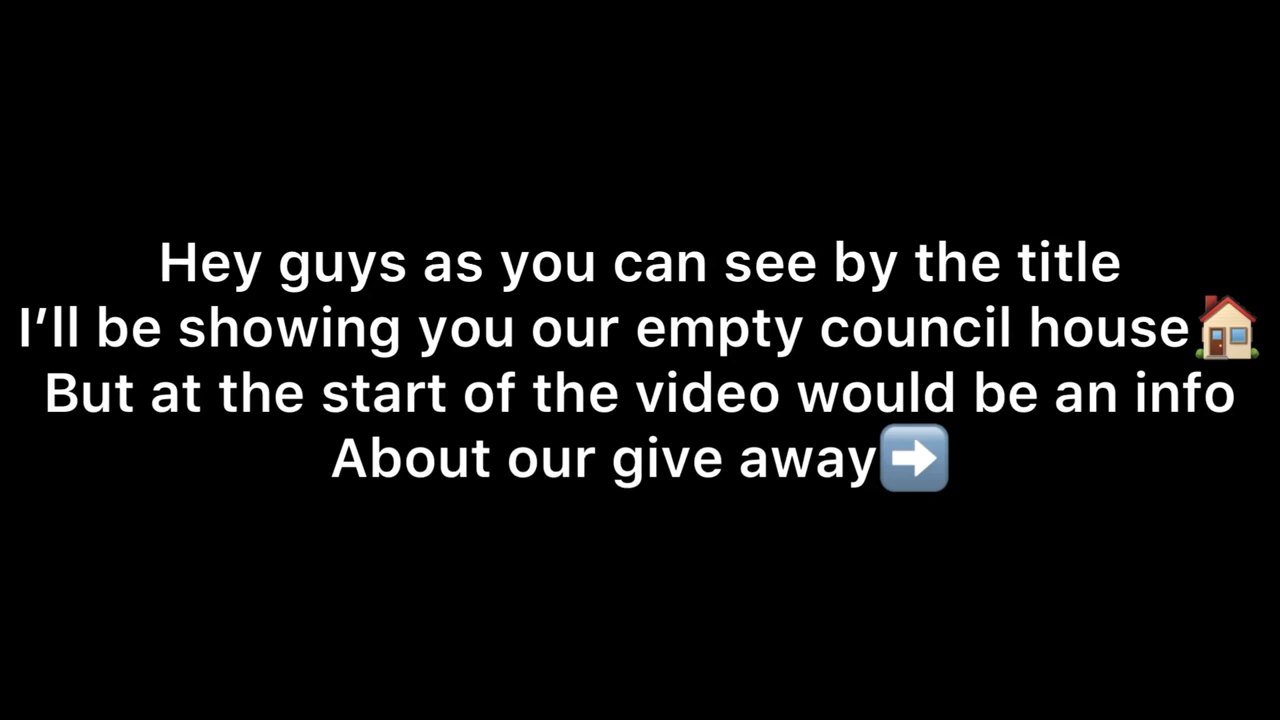 Hey guys as you can see by the title
I’ll be showing you our empty council house🏠
But at the start of the video would be an info
About our give away➡️